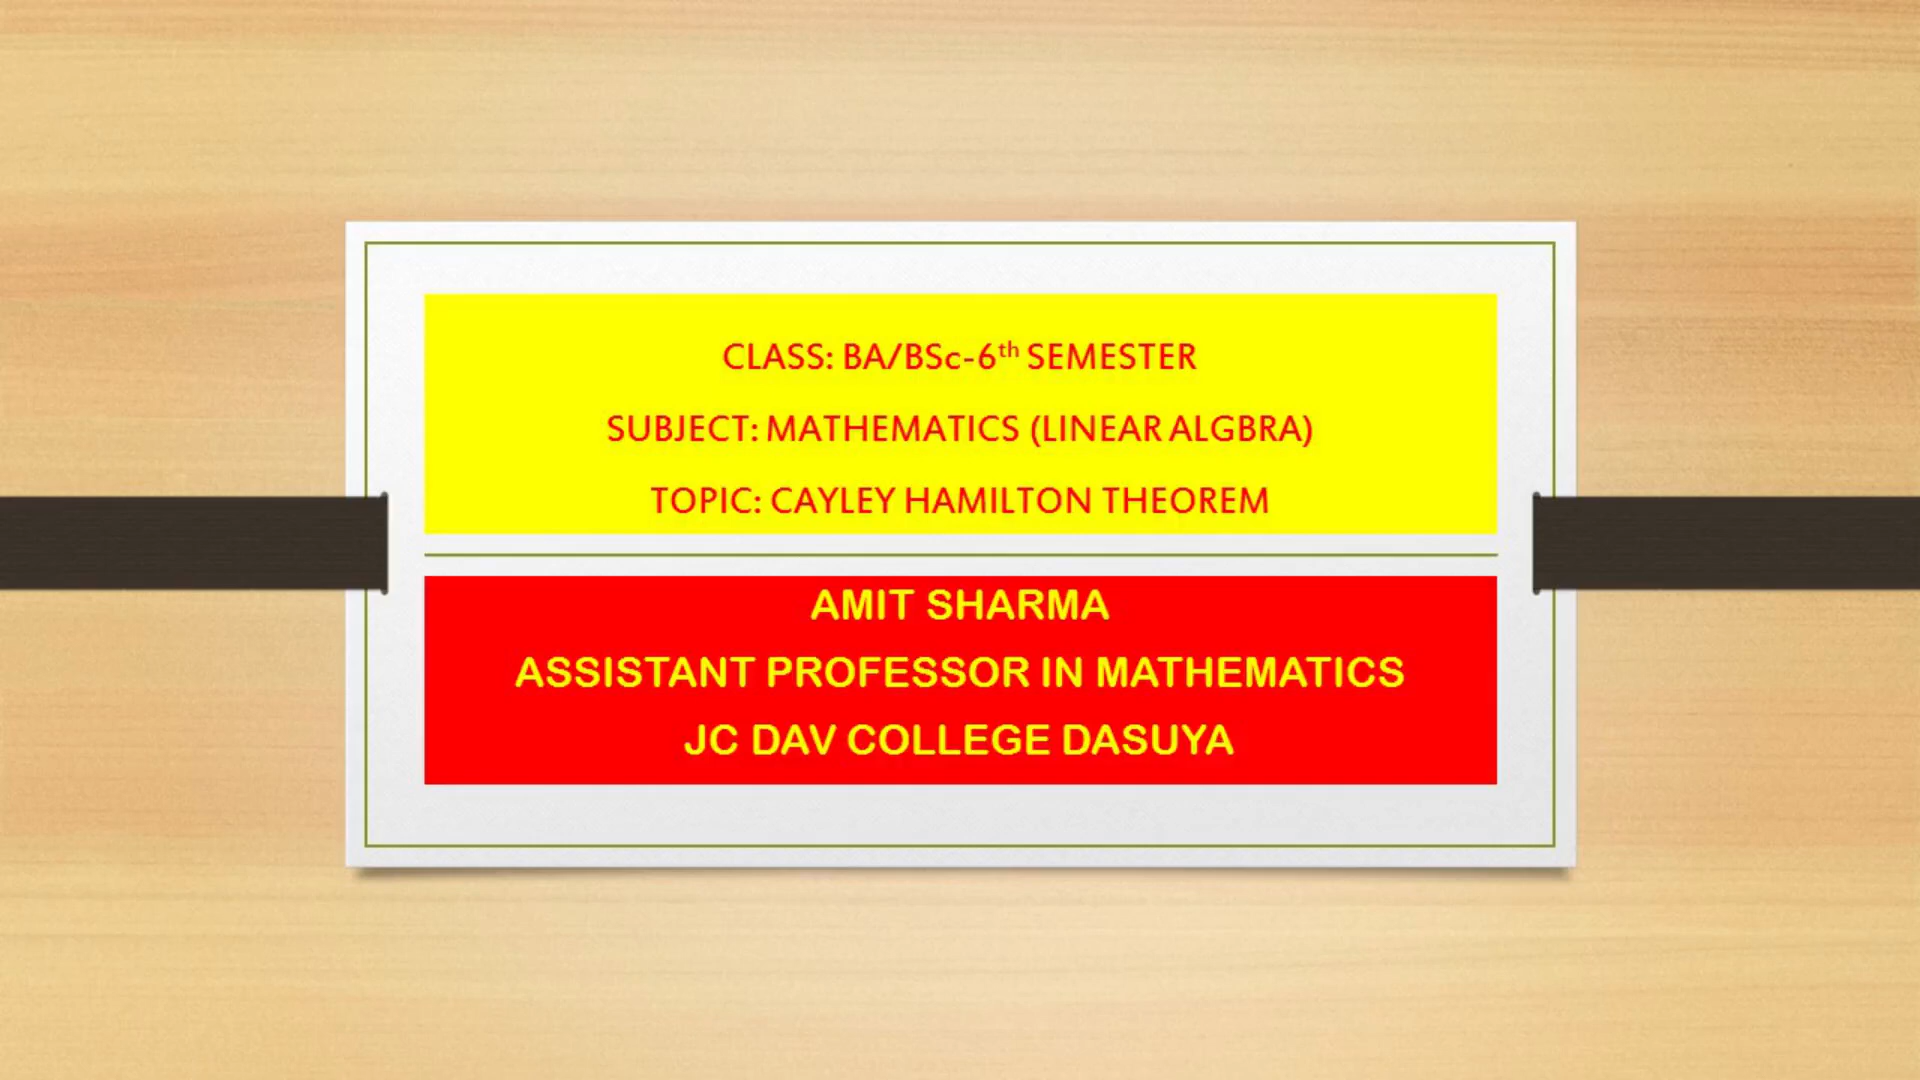 CLASS: BA/BSc-6th SEMESTER
SUBJECT: MATHEMATICS (LINEAR ALGBRA)
TOPIC: CAYLEY HAMILTON THEOREM
AMIT SHARMA
ASSISTANT PROFESSOR IN MATHEMATICS
JC DAV COLLEGE DASUYA